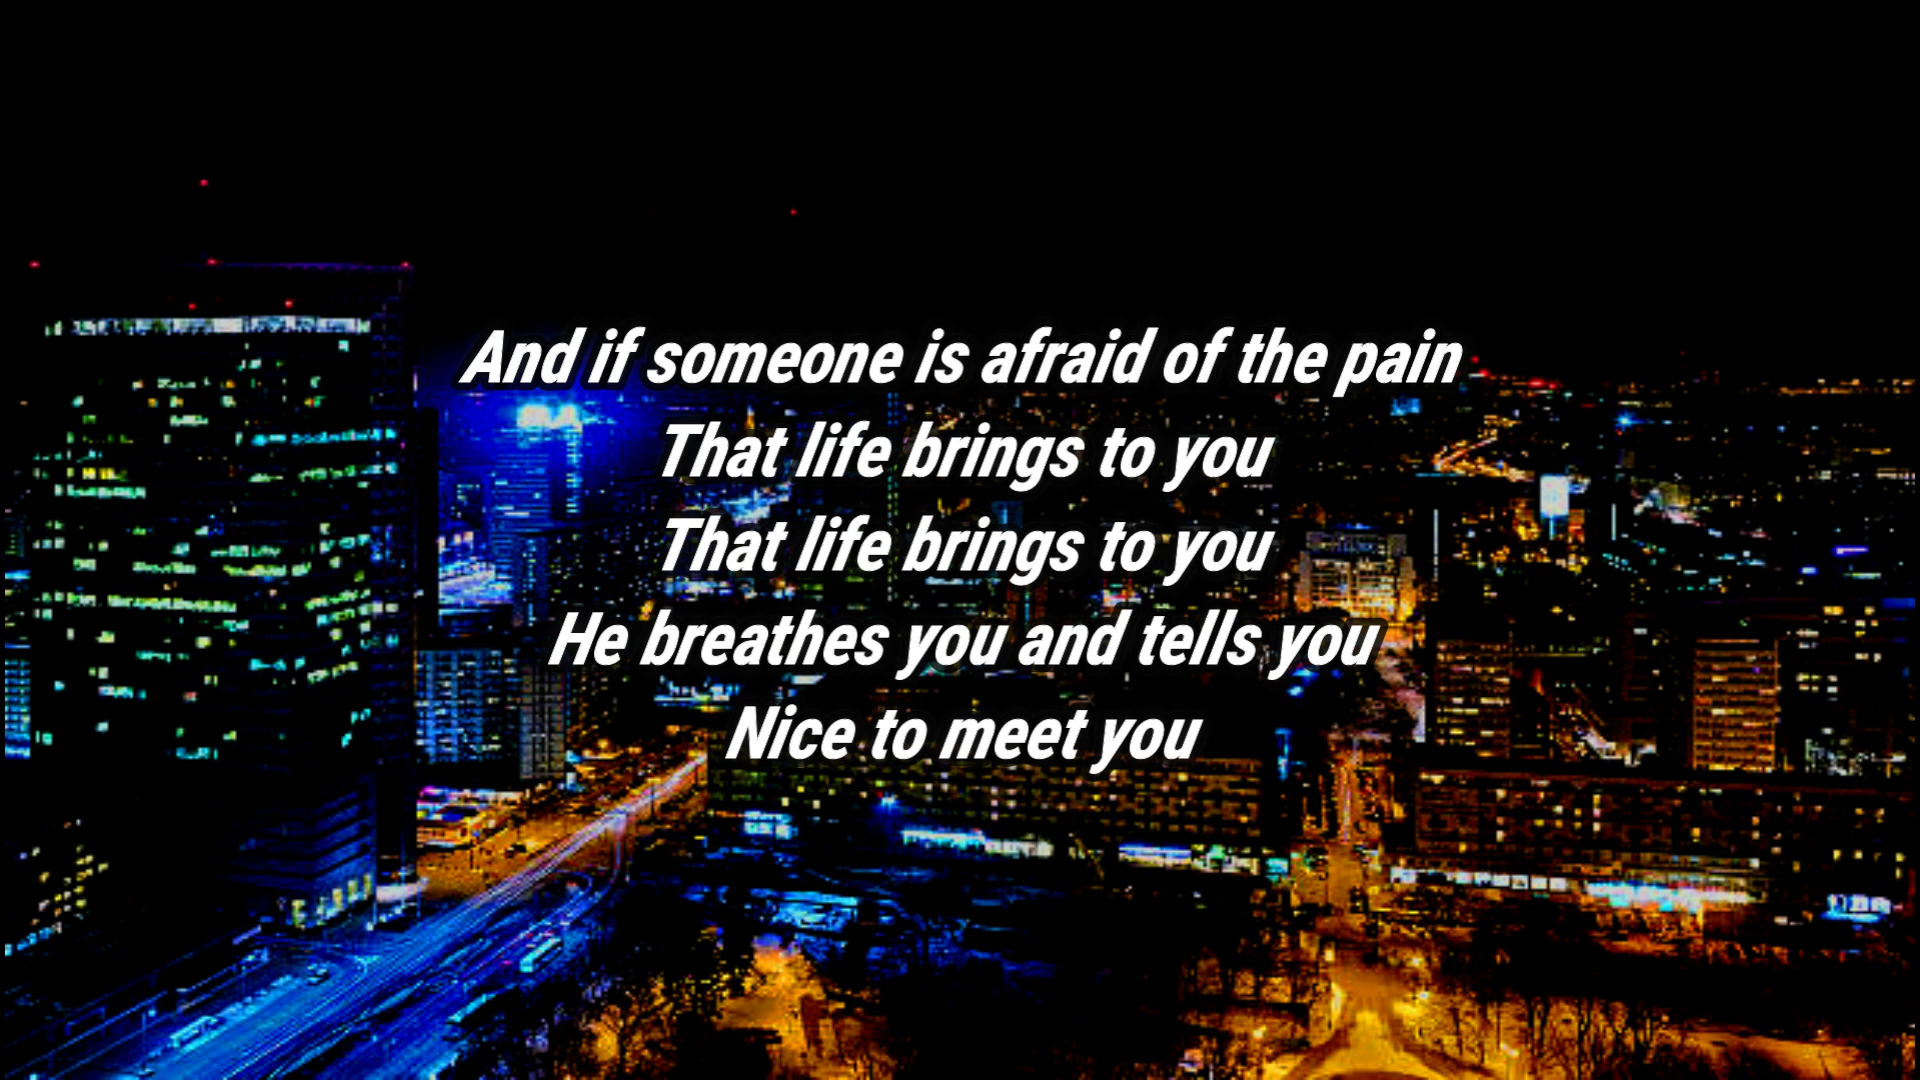 And if someone is afraid of the pain
That life brings to you
That life brings to you
He breathes you and tells you
Nice to meet you